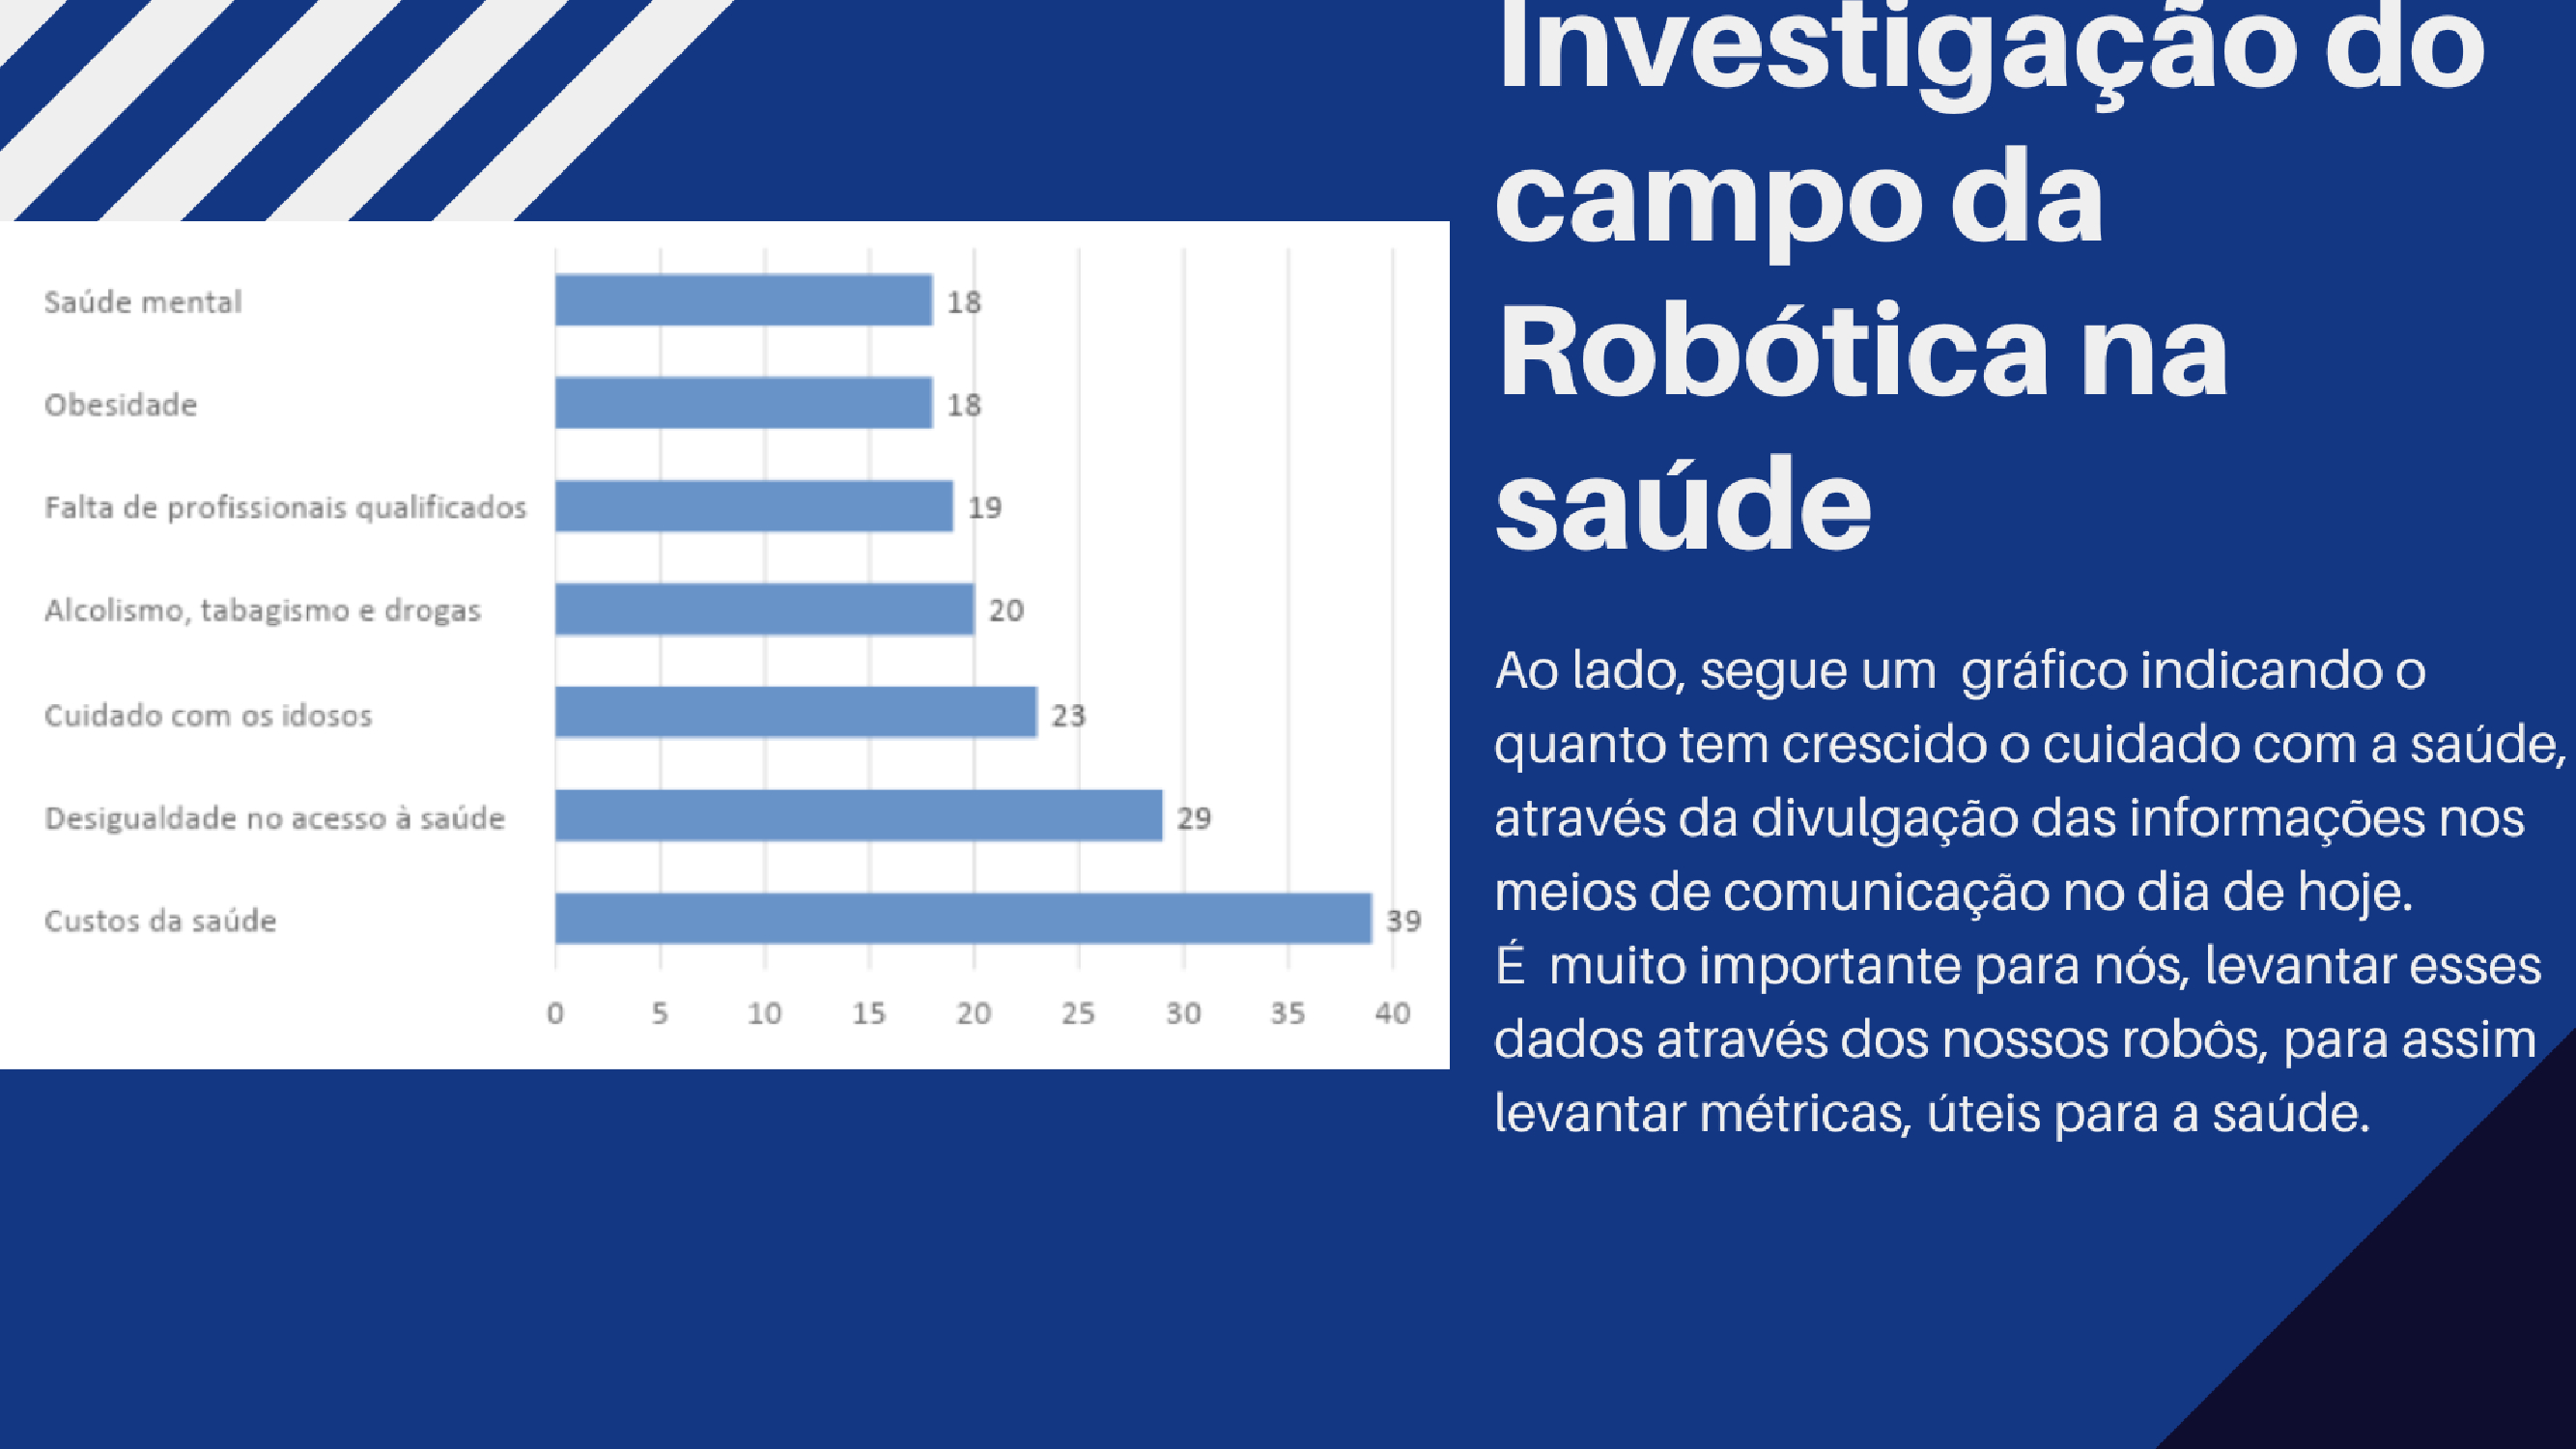 Investigação do
campo da
Robótica na
saúde
Saúde mental 18
Obesidade 18
Falta de profissionais qualificados 19
Alcolismo, tabagismo e drogas 20
Cuidado com os idosos 23
Desigualdade no acesso à saúde 29
Custos da saúde 39
0 5 10 15 20 25 30 35 40
Ao lado, segue um gráfico indicando o
quanto tem crescido o cuidado com a saúde,
através da divulgação das informações nos
meios de comunicação no dia de hoje.
É muito importante para nós, levantar esses
dados através dos nossos robôs, para assim
levantar métricas, úteis para a saúde.